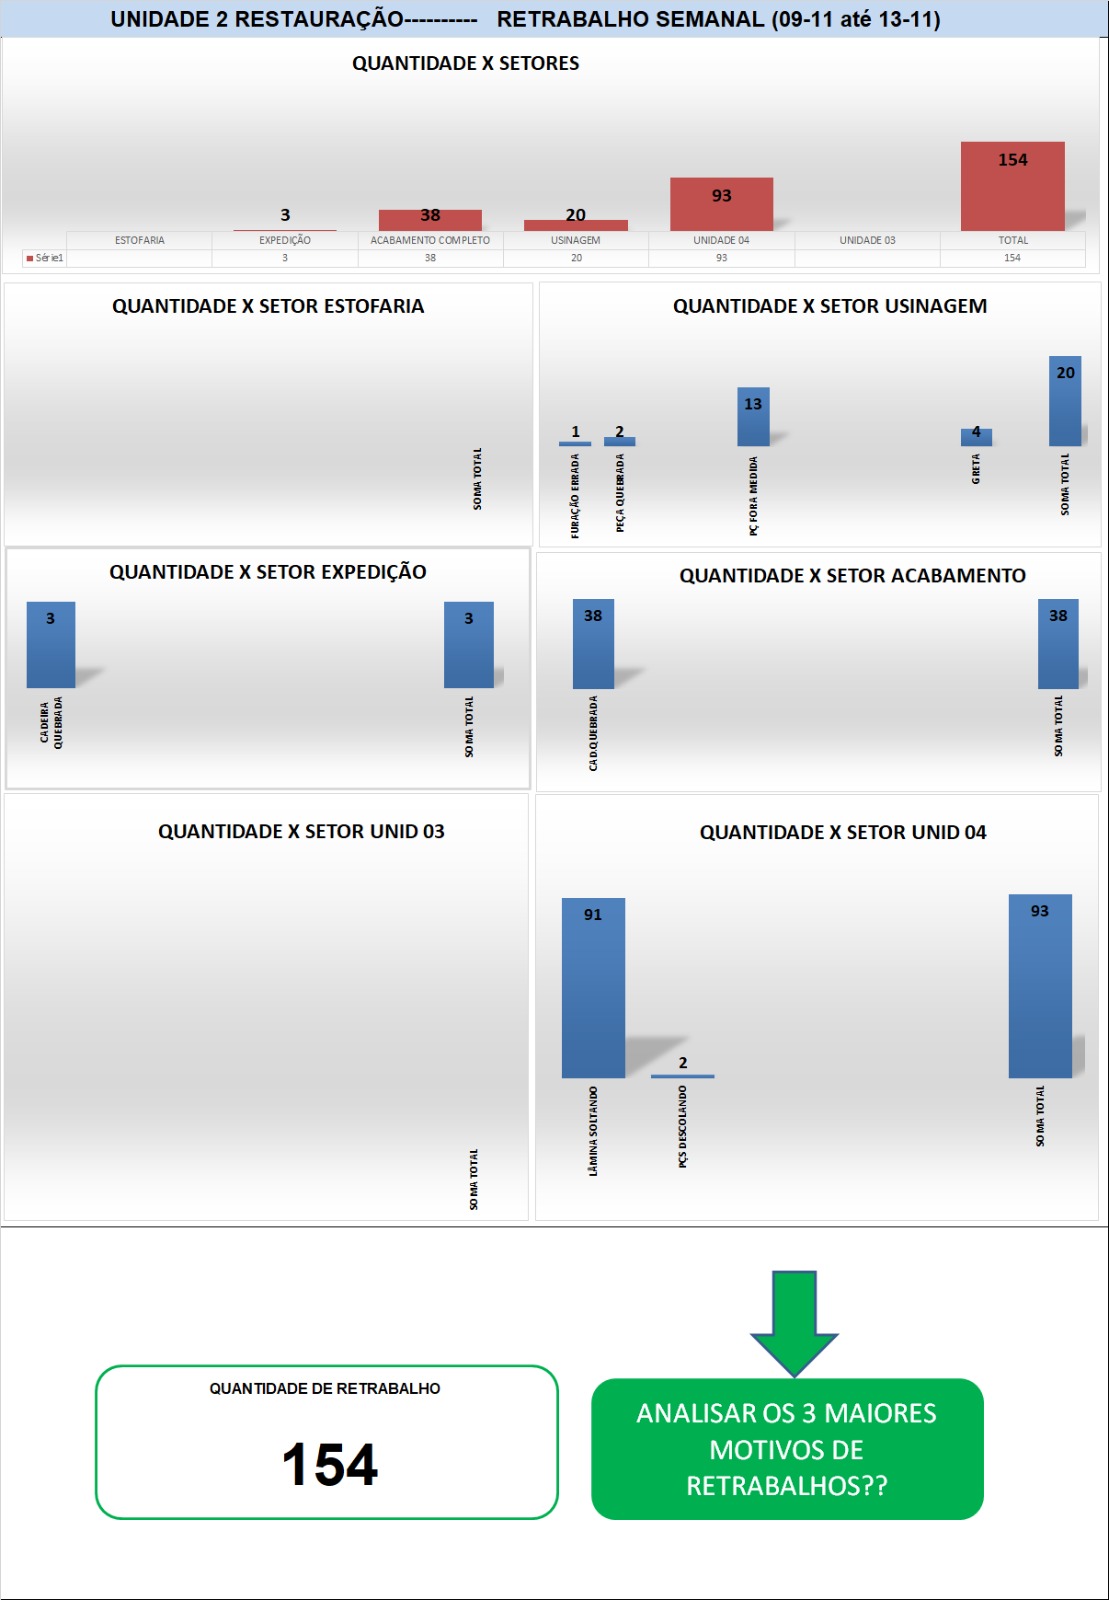 UNIDADE 2 RESTAURAÇÃO---------- RETRABALHO SEMANAL (09-11 até 13-11)
QUANTIDADE X SETORES
3
38
20
93
154
ESTOFARIA EXPEDIÇÃO ACABAMENTO COMPLETO USINAGEM UNIDADE 04 UNIDADE 03 TOTAL
Série1 3 38 20 93 154
QUANTIDADE X SETOR ESTOFARIA
SOMA TOTAL
QUANTIDADE X SETOR USINAGEM
1
2
13
4
20
FURAÇÃO ERRADA
PEÇA QUEBRADA
PÇ FORA MEDIDA
GRETA
SOMA TOTAL
QUANTIDADE X SETOR EXPEDIÇÃO
3
3
CADEIRA
QUEBRADA
SOMA TOTAL
QUANTIDADE X SETOR ACABAMENTO
38
38
CAD.QUEBRADA
SOMA TOTAL
QUANTIDADE X SETOR UNID 03
SOMA TOTAL
QUANTIDADE X SETOR UNID 04
91
2
93
LÂMINA SOLTANDO
PÇS DESCOLANDO
SOMA TOTAL
QUANTIDADE DE RETRABALHO
154
ANALISAR OS 3 MAIORES
MOTIVOS DE
RETRABALHOS??